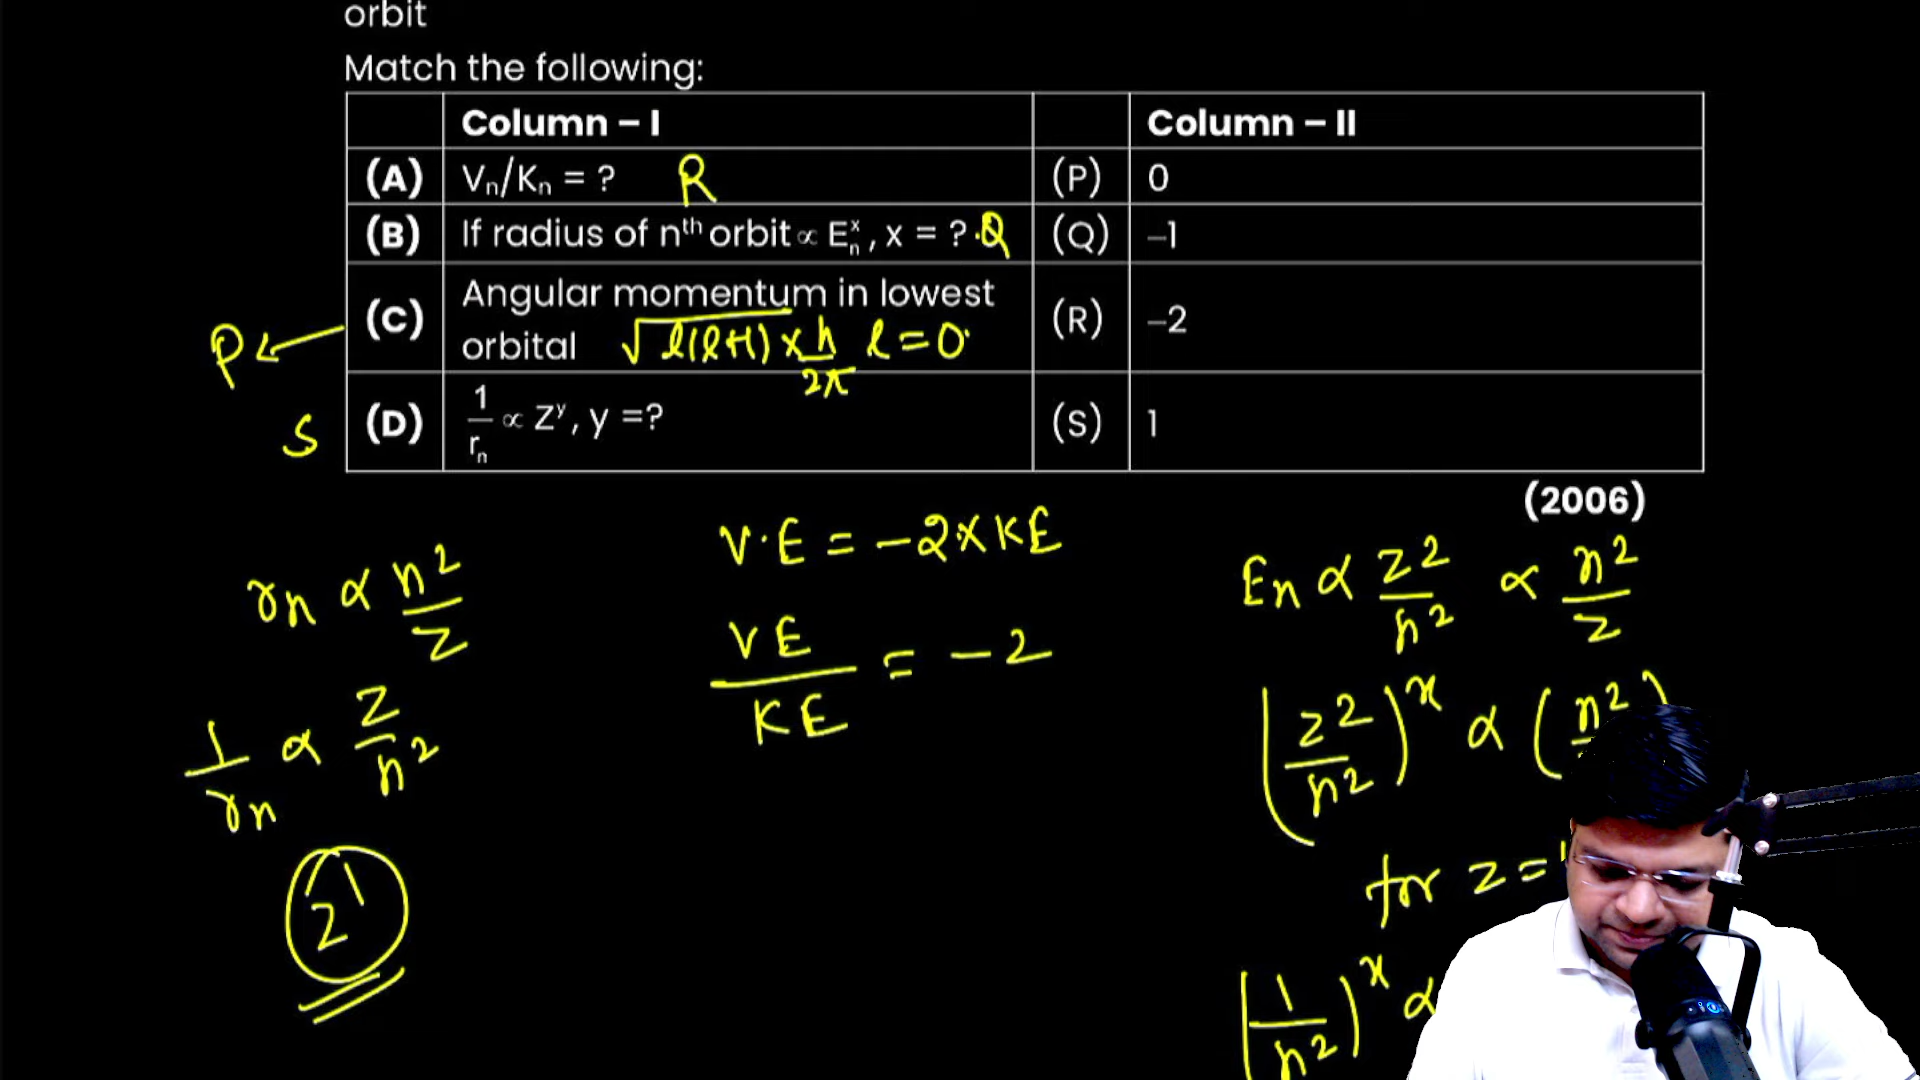 orbit
Match the following:
Column – I Column – II
(A) Vₙ/Kₙ = ? R (P) 0
(B) If radius of nᵗʰ orbit ∝ Eₙˣ, x = ? Q (Q) –1
(C) Angular momentum in lowest orbital (R) –2
√l(l+1) × h/2π l = 0
P ←
(D) 1/rₙ ∝ Zʸ, y =? (S) 1
S
(2006)
rn ∝ n²/z
1/rn ∝ z/n²
z¹
V.E = -2×KE
VE/KE = -2
En ∝ z²/n² ∝ n²/z
(z²/n²)ˣ ∝ (n²
for z=1
(1/n²)ˣ ∝